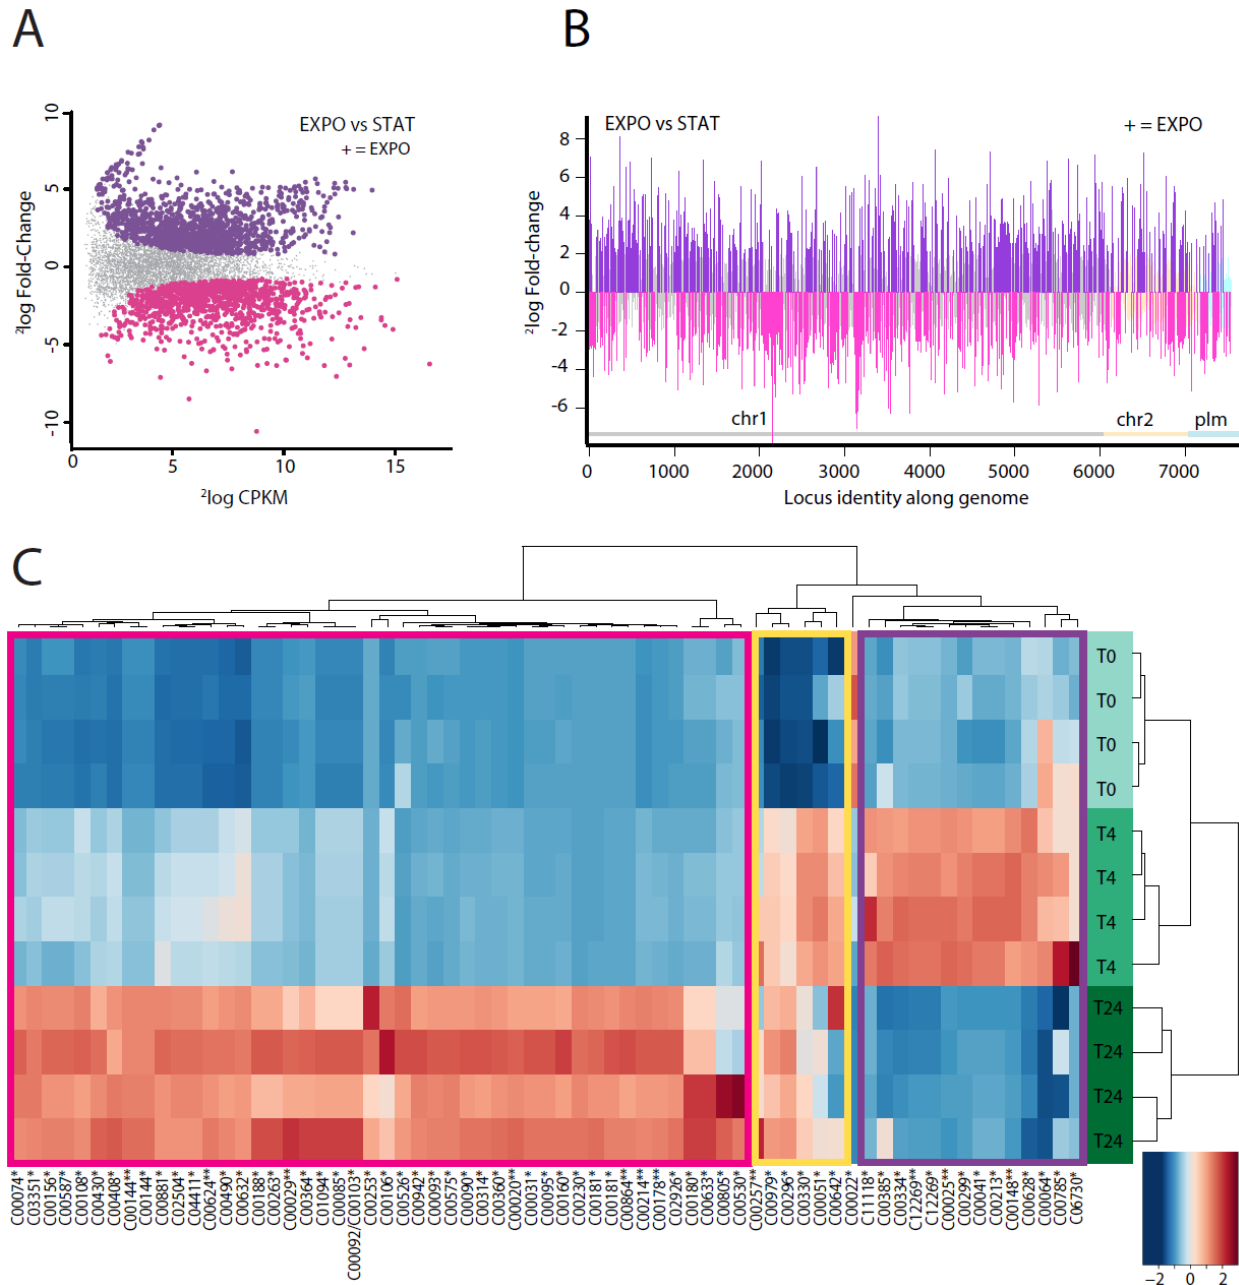 A
B
10
5
0
-5
-10
²log Fold-Change
EXPO vs STAT
+ = EXPO
0
5
10
15
²log CPKM
8
6
4
2
0
-2
-4
-6
²log Fold-change
EXPO vs STAT
+ = EXPO
chr1
chr2
plm
0
1000
2000
3000
4000
5000
6000
7000
Locus identity along genome
C
T0
T0
T0
T0
T4
T4
T4
T4
T24
T24
T24
T24
C00074*
C03351*
C00156*
C00587*
C00108*
C00430*
C00408*
C00144**
C00144*
C00881*
C02504*
C04411*
C00624**
C00490*
C00632*
C00188*
C00263*
C00029**
C00364*
C01094*
C00085*
C00092/C00103**
C00253*
C00106*
C00526*
C00942*
C00093*
C00575*
C00090*
C00314*
C00360*
C00020**
C00031*
C00095*
C00160*
C00230*
C00181*
C00181*
C00864**
C00214**
C00178**
C02926*
C00180*
C00633*
C00805*
C00530*
C00257**
C00979*
C00296*
C00330*
C00051*
C00642*
C00022*
C11118*
C00385*
C00334*
C12269**
C12269*
C00025**
C00299*
C00041*
C00213**
C00148**
C00628*
C00064*
C00785*
C06730*
-2
0
2